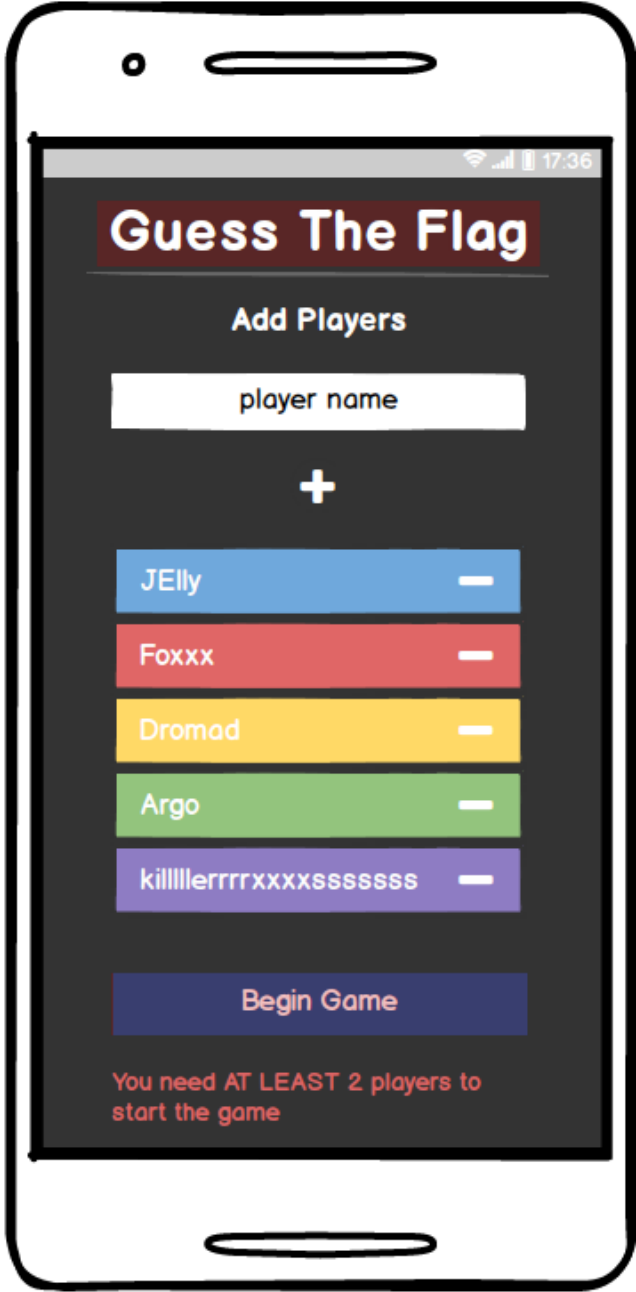 17:36
Guess The Flag
Add Players
player name
JElly
Foxxx
Dromad
Argo
killlllerrrrxxxxsssssss
Begin Game
You need AT LEAST 2 players to
start the game